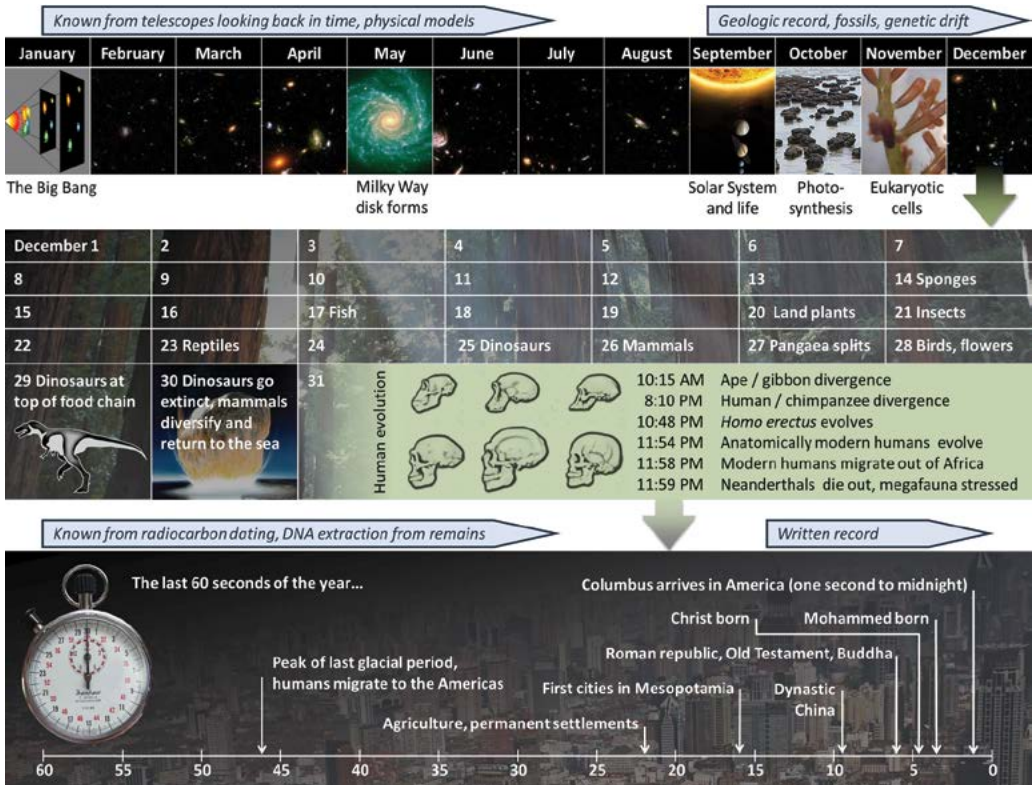 Known from telescopes looking back in time, physical models
Geologic record, fossils, genetic drift
January
February
March
April
May
June
July
August
September
October
November
December
The Big Bang
Milky Way
disk forms
Solar System
and life
Photo-
synthesis
Eukaryotic
cells
December 1
2
3
4
5
6
7
8
9
10
11
12
13
14 Sponges
15
16
17 Fish
18
19
20 Land plants
21 Insects
22
23 Reptiles
24
25 Dinosaurs
26 Mammals
27 Pangaea splits
28 Birds, flowers
29 Dinosaurs at
top of food chain
30 Dinosaurs go
extinct, mammals
diversify and
return to the sea
31
Human evolution
10:15 AM Ape / gibbon divergence
8:10 PM Human / chimpanzee divergence
10:48 PM Homo erectus evolves
11:54 PM Anatomically modern humans evolve
11:58 PM Modern humans migrate out of Africa
11:59 PM Neanderthals die out, megafauna stressed
Known from radiocarbon dating, DNA extraction from remains
Written record
The last 60 seconds of the year...
Columbus arrives in America (one second to midnight)
Christ born
Mohammed born
Roman republic, Old Testament, Buddha
Peak of last glacial period,
humans migrate to the Americas
First cities in Mesopotamia
Dynastic
China
Agriculture, permanent settlements
60
55
50
45
40
35
30
25
20
15
10
5
0